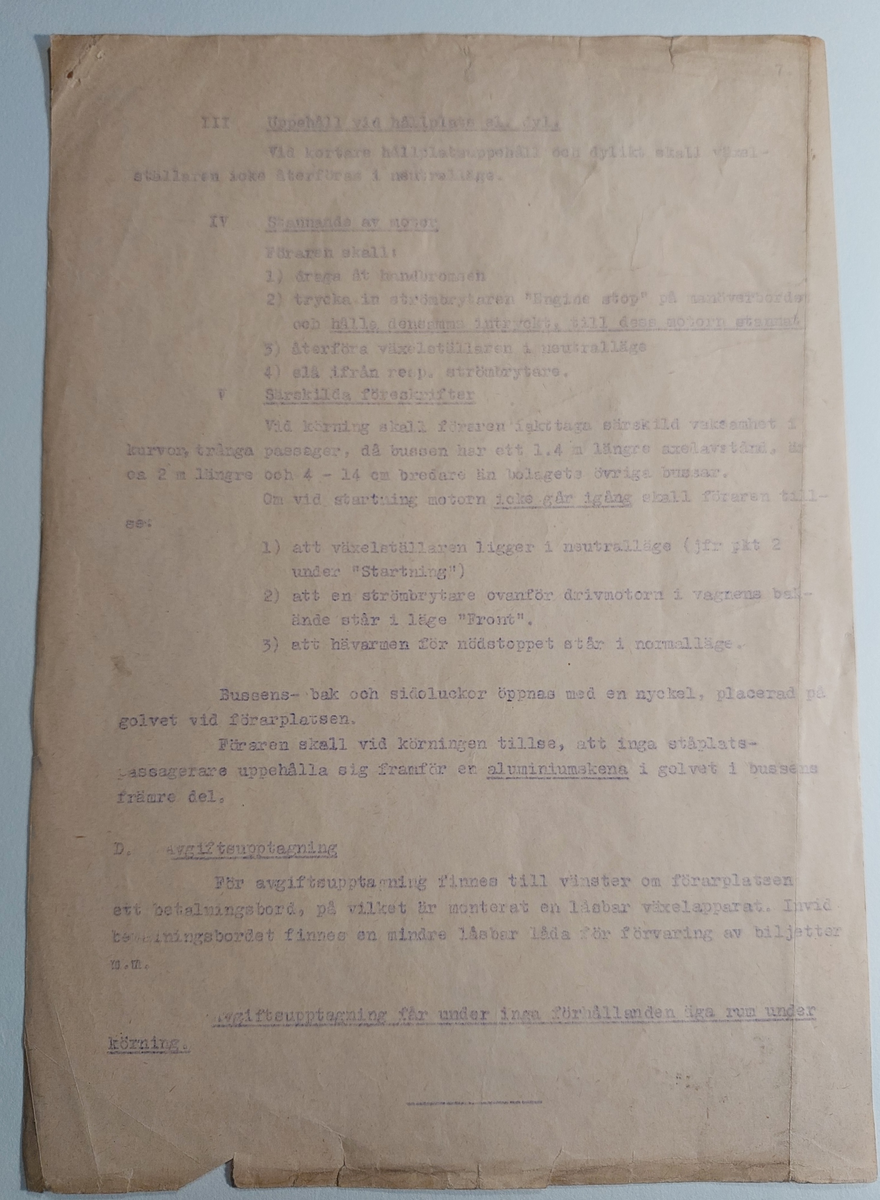 7.
III Uppehåll vid hållplats el. dyl.
Vid kortare hållplatsuppehåll och dylikt skall växel-
ställaren icke återföras i neutralläge.
IV Stannande av motor
Föraren skall:
1) draga åt handbromsen
2) trycka in strömbrytaren "Engine stop" på manöverbordet
och hålla densamma intryckt, till dess motorn stannat
3) återföra växelställaren i neutralläge
4) slå ifrån resp. strömbrytare.
V Särskilda föreskrifter
Vid körning skall föraren iakttaga särskild vaksamhet i
kurvor, trånga passager, då bussen har ett 1,4 m längre axelavstånd, är
ca 2 m längre och 4 - 14 cm bredare än bolagets övriga bussar.
Om vid startning motorn icke går igång skall föraren till-
se:
1) att växelställaren ligger i neutralläge (jfr pkt 2
under "Startning")
2) att en strömbrytare ovanför drivmotorn i vagnens bak-
ände står i läge "Front".
3) att hävarmen för nödstoppet står i normalläge.
Bussens- bak och sidoluckor öppnas med en nyckel, placerad på
golvet vid förarplatsen.
Föraren skall vid körningen tillse, att inga ståplats-
passagerare uppehålla sig framför en aluminiumskena i golvet i bussens
främre del.
D. Avgiftsupptagning
För avgiftsupptagning finnes till vänster om förarplatsen
ett betalningsbord, på vilket är monterat en låsbar växelapparat. Invid
betalningsbordet finnes en mindre låsbar låda för förvaring av biljetter
m.m.
Avgiftsupptagning får under inga förhållanden äga rum under
körning.